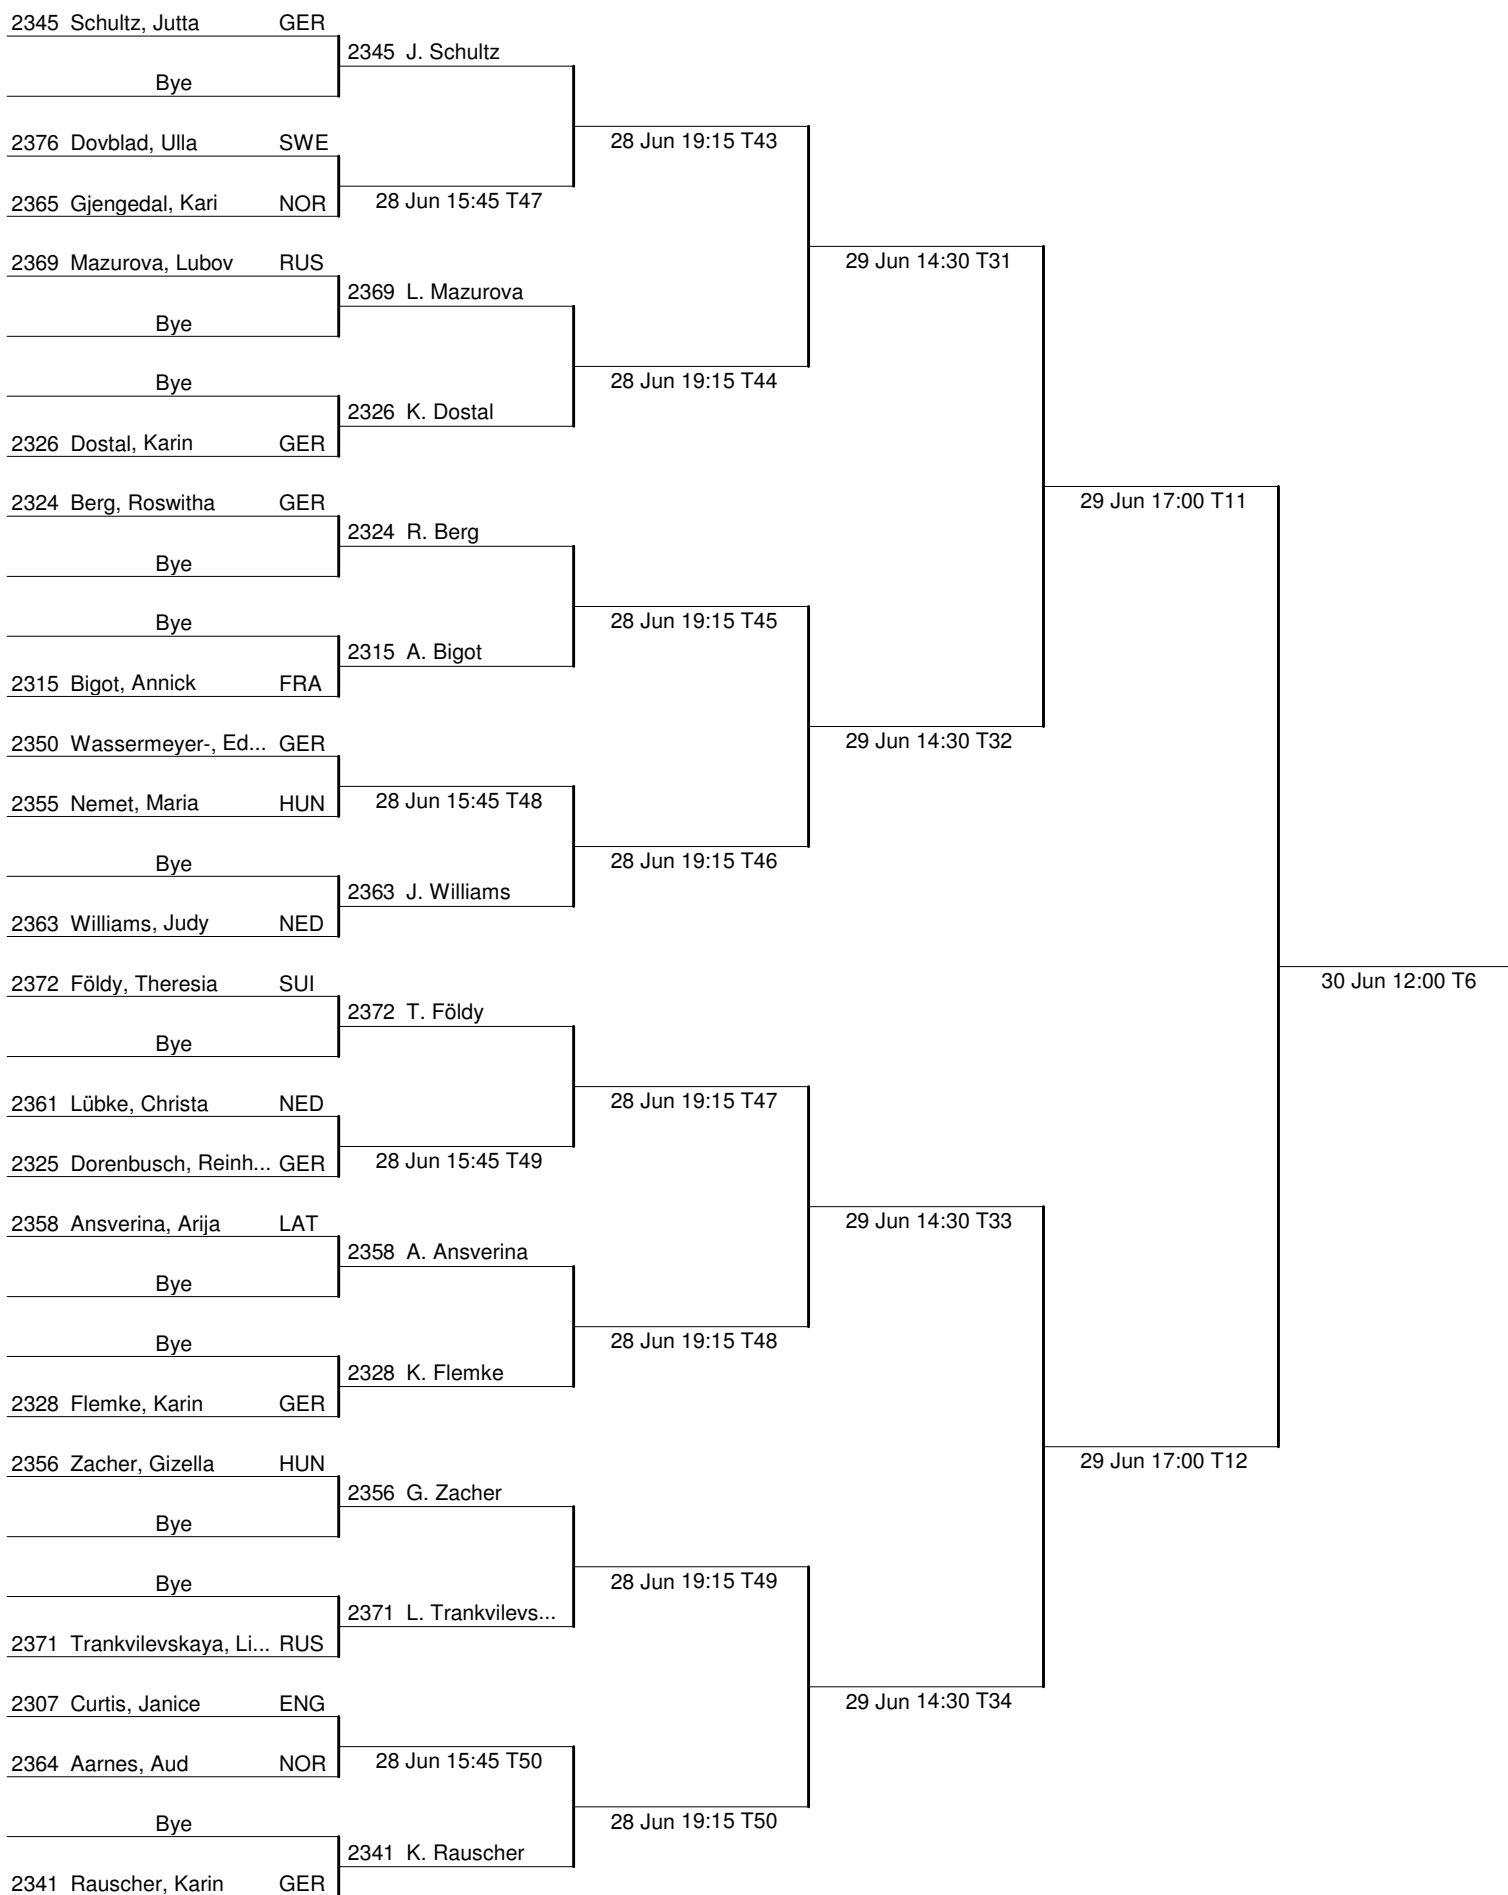 2345 Schultz, Jutta GER
2345 J. Schultz
Bye
28 Jun 19:15 T43
2376 Dovblad, Ulla SWE
28 Jun 15:45 T47
2365 Gjengedal, Kari NOR
29 Jun 14:30 T31
2369 Mazurova, Lubov RUS
2369 L. Mazurova
Bye
28 Jun 19:15 T44
Bye
2326 K. Dostal
2326 Dostal, Karin GER
29 Jun 17:00 T11
2324 Berg, Roswitha GER
2324 R. Berg
Bye
28 Jun 19:15 T45
Bye
2315 A. Bigot
2315 Bigot, Annick FRA
29 Jun 14:30 T32
2350 Wassermeyer-, Ed... GER
28 Jun 15:45 T48
2355 Nemet, Maria HUN
28 Jun 19:15 T46
Bye
2363 J. Williams
2363 Williams, Judy NED
30 Jun 12:00 T6
2372 Földy, Theresia SUI
2372 T. Földy
Bye
28 Jun 19:15 T47
2361 Lübke, Christa NED
28 Jun 15:45 T49
2325 Dorenbusch, Reinh... GER
29 Jun 14:30 T33
2358 Ansverina, Arija LAT
2358 A. Ansverina
Bye
28 Jun 19:15 T48
Bye
2328 K. Flemke
2328 Flemke, Karin GER
29 Jun 17:00 T12
2356 Zacher, Gizella HUN
2356 G. Zacher
Bye
28 Jun 19:15 T49
Bye
2371 L. Trankvilevs...
2371 Trankvilevskaya, Li... RUS
29 Jun 14:30 T34
2307 Curtis, Janice ENG
28 Jun 15:45 T50
2364 Aarnes, Aud NOR
28 Jun 19:15 T50
Bye
2341 K. Rauscher
2341 Rauscher, Karin GER